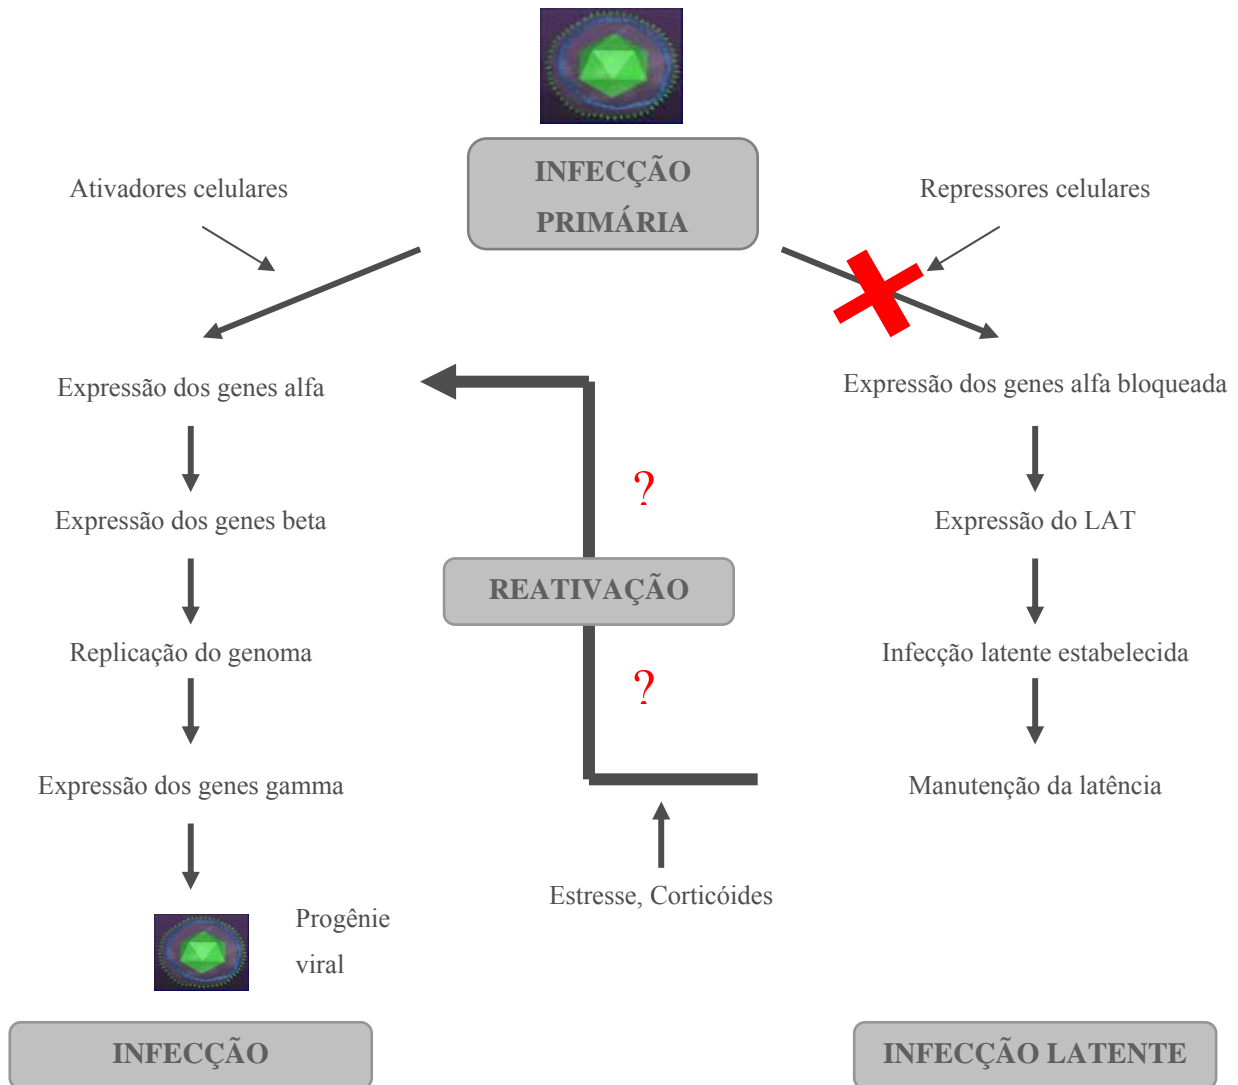 INFECÇÃO
PRIMÁRIA
Ativadores celulares
Repressores celulares
Expressão dos genes alfa
Expressão dos genes alfa bloqueada
?
Expressão dos genes beta
Expressão do LAT
REATIVAÇÃO
Replicação do genoma
Infecção latente estabelecida
?
Expressão dos genes gamma
Manutenção da latência
Estresse, Corticóides
Progênie
viral
INFECÇÃO
INFECÇÃO LATENTE